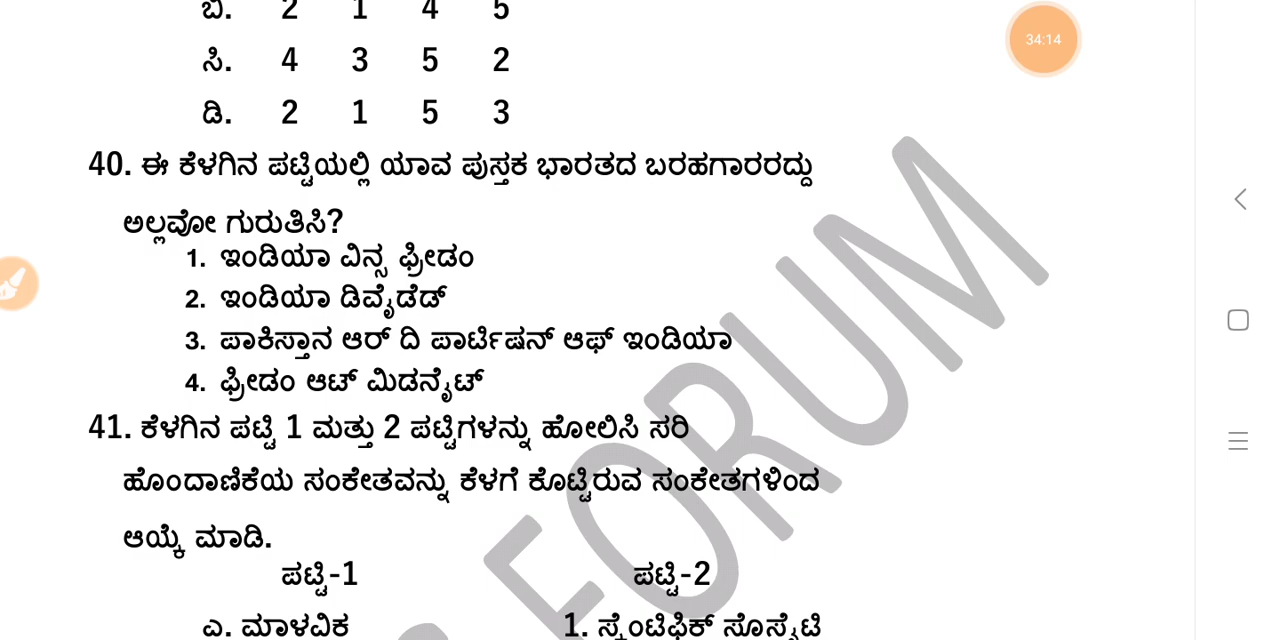 ಬಿ. 2 1 4 5
34:14
ಸಿ. 4 3 5 2
ಡಿ. 2 1 5 3
40. ಈ ಕೆಳಗಿನ ಪಟ್ಟಿಯಲ್ಲಿ ಯಾವ ಪುಸ್ತಕ ಭಾರತದ ಬರಹಗಾರರದ್ದು
ಅಲ್ಲವೋ ಗುರುತಿಸಿ?
1. ಇಂಡಿಯಾ ವಿನ್ಸ ಫ್ರೀಡಂ
2. ಇಂಡಿಯಾ ಡಿವೈಡೆಡ್
3. ಪಾಕಿಸ್ತಾನ ಆರ್ ದಿ ಪಾರ್ಟಿಷನ್ ಆಫ್ ಇಂಡಿಯಾ
4. ಫ್ರೀಡಂ ಆಟ್ ಮಿಡನೈಟ್
41. ಕೆಳಗಿನ ಪಟ್ಟಿ 1 ಮತ್ತು 2 ಪಟ್ಟಿಗಳನ್ನು ಹೋಲಿಸಿ ಸರಿ
ಹೊಂದಾಣಿಕೆಯ ಸಂಕೇತವನ್ನು ಕೆಳಗೆ ಕೊಟ್ಟಿರುವ ಸಂಕೇತಗಳಿಂದ
ಆಯ್ಕೆ ಮಾಡಿ.
ಪಟ್ಟಿ-1 ಪಟ್ಟಿ-2
ಎ. ಮಾಳವಿಕ 1. ಸೈಂಟಿಫಿಕ್ ಸೊಸೈಟಿ
FORUM